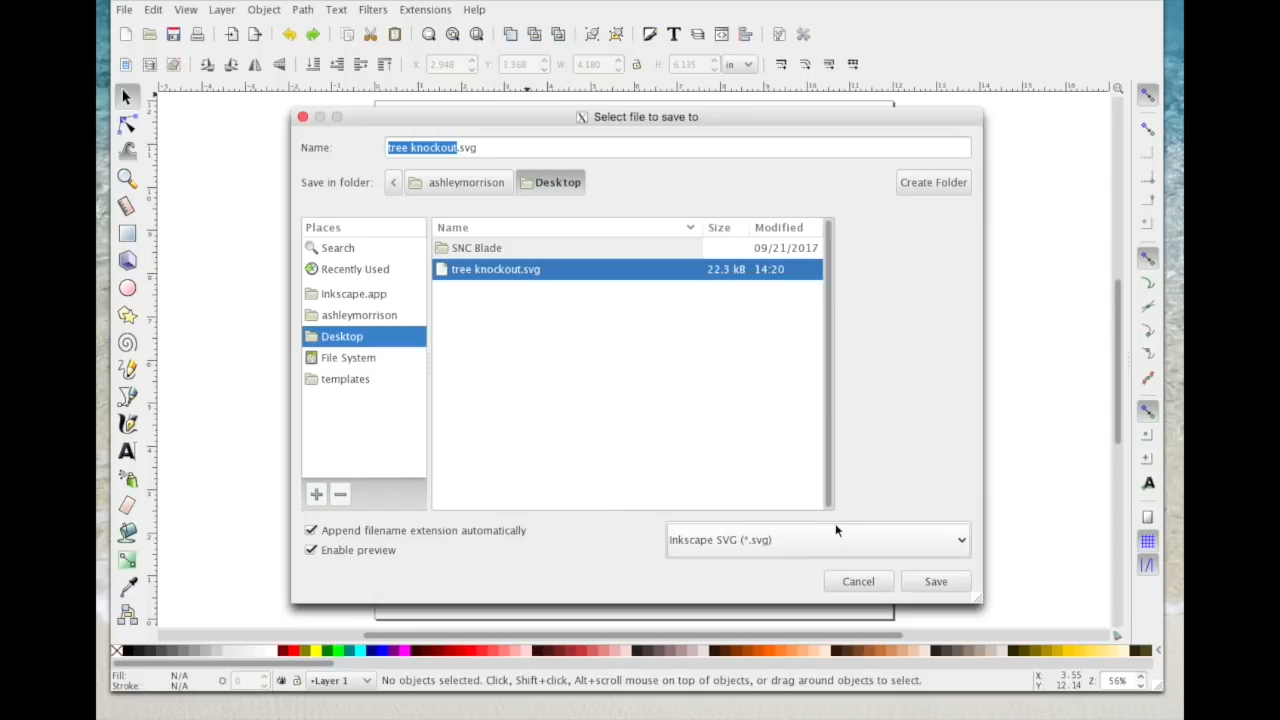 File Edit View Layer Object Path Text Filters Extensions Help
X 2.948 Y: 3.368 W: 4.180 H: 6.135 in
Select file to save to
Name: tree knockout.svg
Save in folder: ashleymorrison Desktop Create Folder
Places Name Size Modified
Search SNC Blade 09/21/2017
Recently Used tree knockout.svg 22.3 kB 14:20
Inkscape.app
ashleymorrison
Desktop
File System
templates
Append filename extension automatically
Inkscape SVG (*.svg)
Enable preview
Cancel Save
Fill: N/A O: 0 Layer 1 No objects selected. Click, Shift+click, Alt+scroll mouse on top of objects, or drag around objects to select. X: 3.55 Z: 56%
Stroke: N/A Y: 12.14